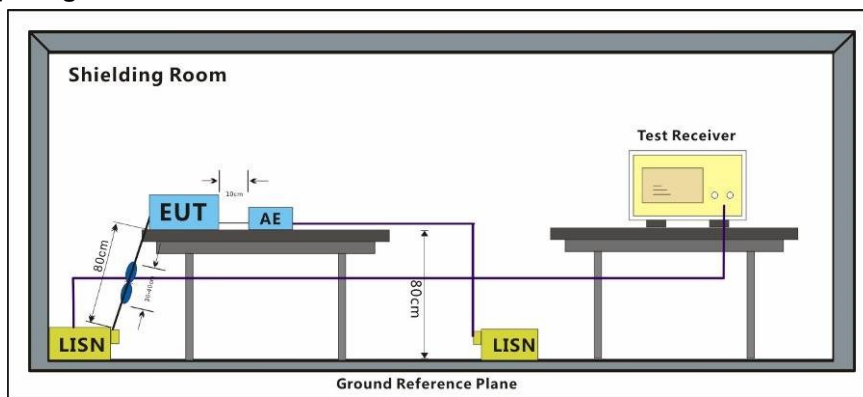 Shielding Room
Test Receiver
10cm
EUT
AE
80cm
80cm
LISN
LISN
Ground Reference Plane